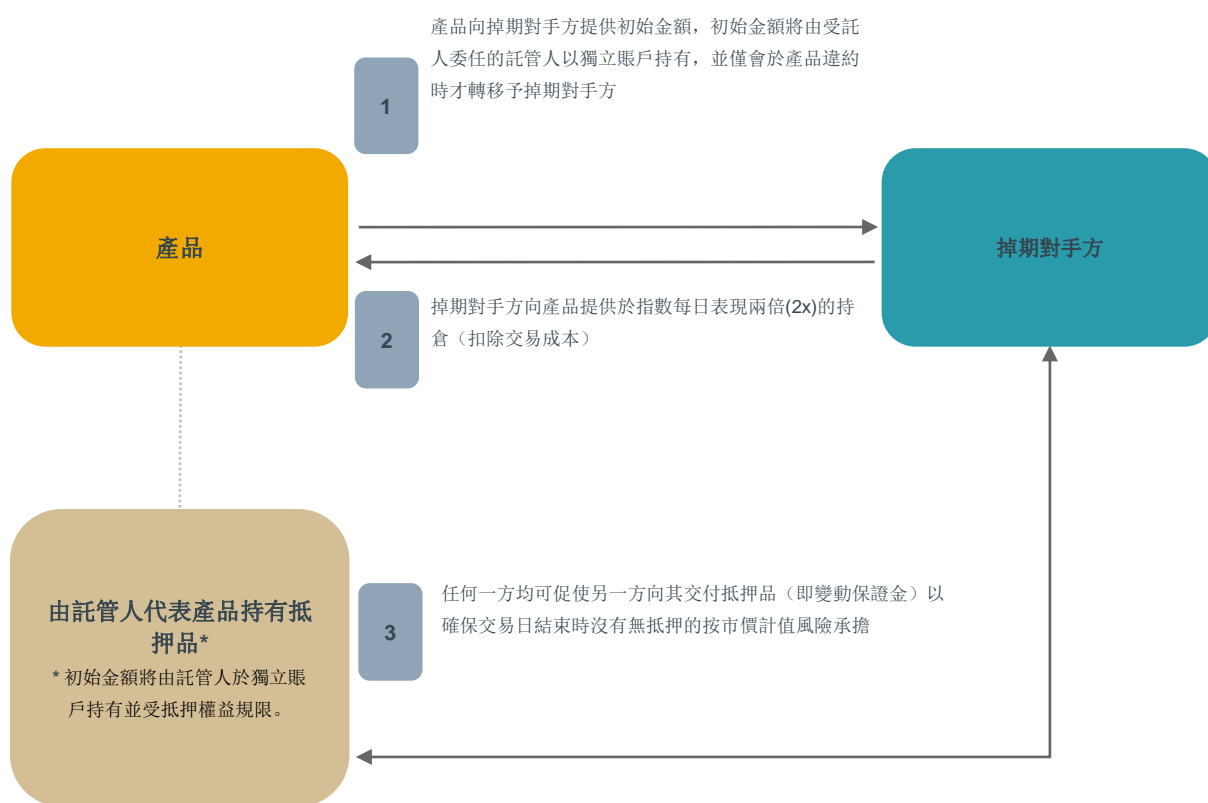 產品向掉期對手方提供初始金額，初始金額將由受託
人委任的託管人以獨立賬戶持有，並僅會於產品違約
時才轉移予掉期對手方
1
產品
掉期對手方
2
掉期對手方向產品提供於指數每日表現兩倍(2x)的持
倉（扣除交易成本）
由託管人代表產品持有抵
押品*
* 初始金額將由託管人於獨立賬
戶持有並受抵押權益規限。
3
任何一方均可促使另一方向其交付抵押品（即變動保證金）以
確保交易日結束時沒有無抵押的按市價計值風險承擔